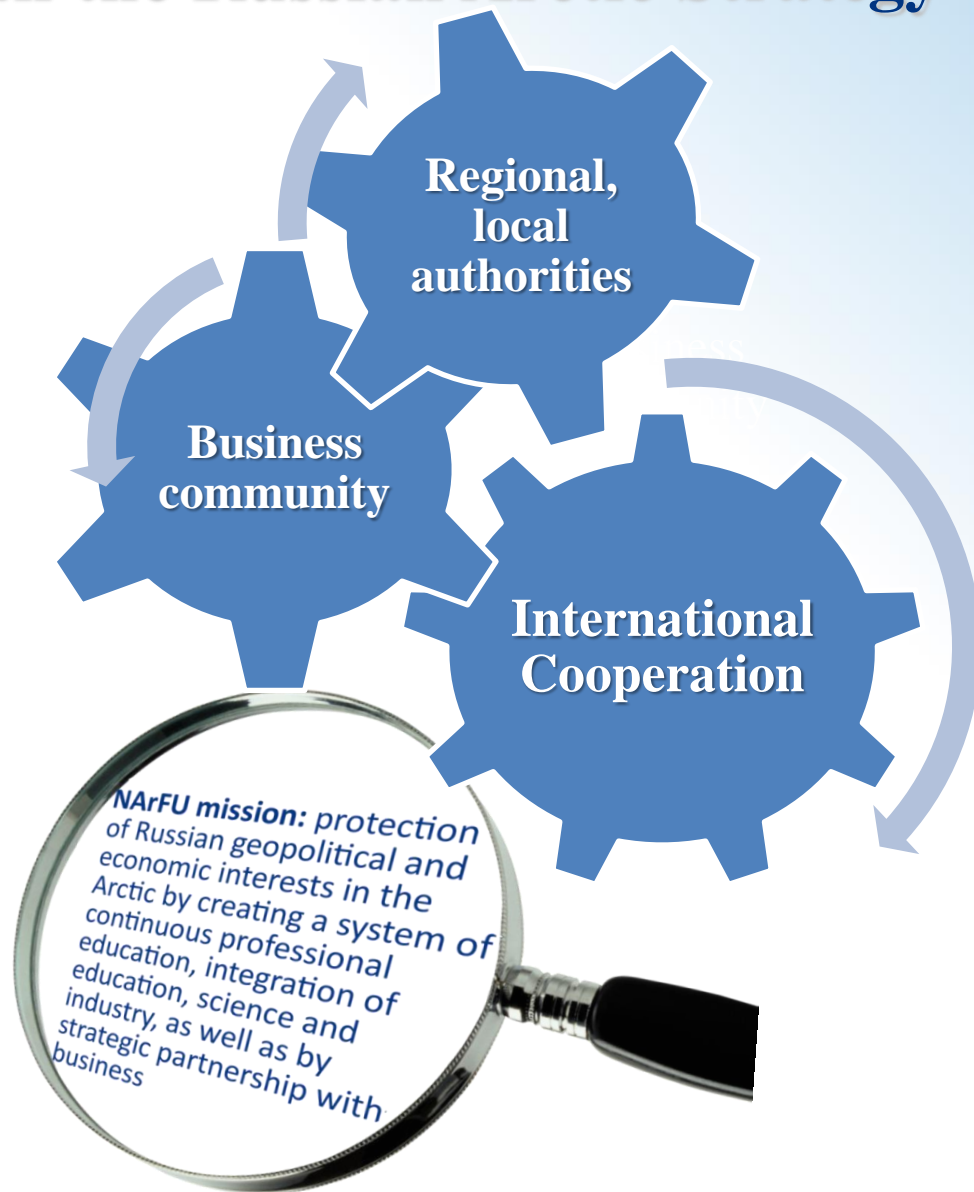 Regional,
local
authorities
Business
community
International
Cooperation
NArFU mission: protection
of Russian geopolitical and
economic interests in the
Arctic by creating a system of
continuous professional
education, integration of
education, science and
industry, as well as by
strategic partnership with
business